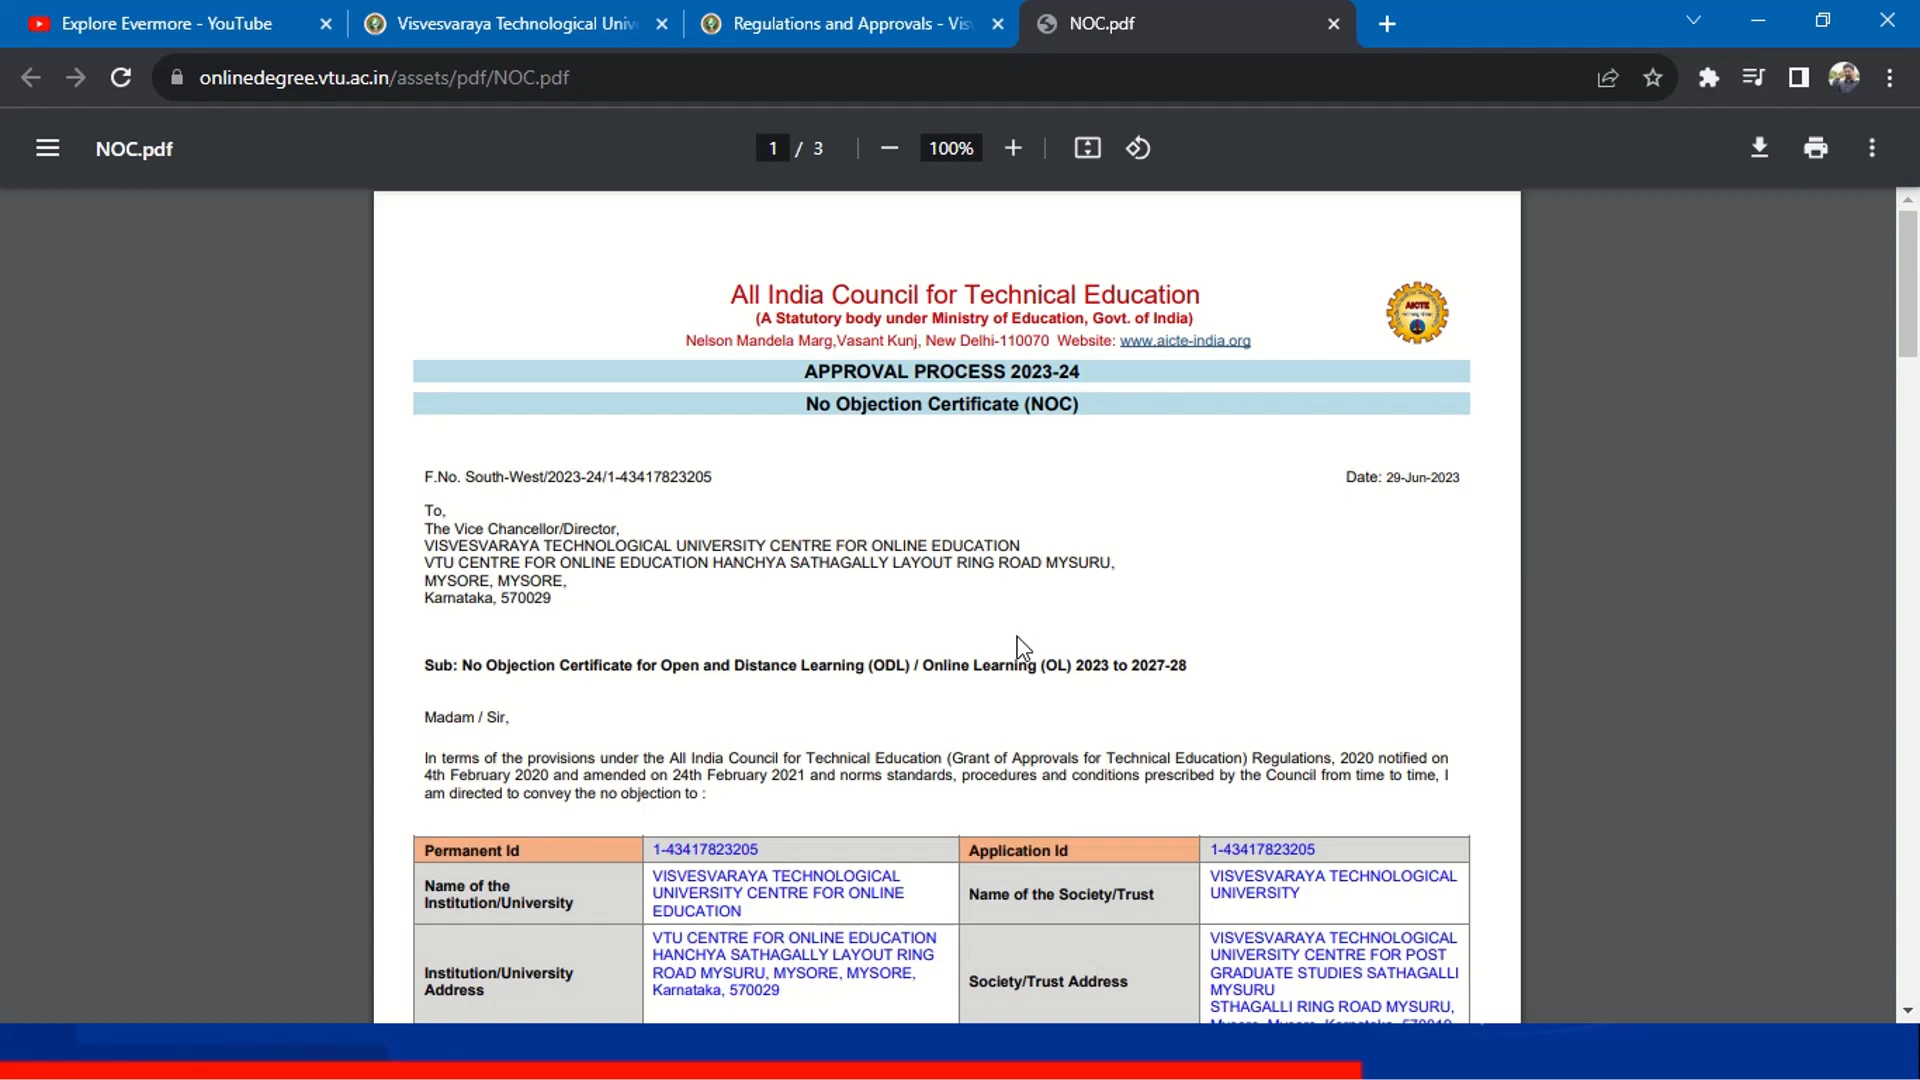 Explore Evermore - YouTube
Visvesvaraya Technological Univ
Regulations and Approvals - Vis
NOC.pdf
onlinedegree.vtu.ac.in/assets/pdf/NOC.pdf
NOC.pdf
1 / 3
100%
All India Council for Technical Education
(A Statutory body under Ministry of Education, Govt. of India)
Nelson Mandela Marg,Vasant Kunj, New Delhi-110070 Website: www.aicte-india.org
AICTE
APPROVAL PROCESS 2023-24
No Objection Certificate (NOC)
F.No. South-West/2023-24/1-43417823205
Date: 29-Jun-2023
To,
The Vice Chancellor/Director,
VISVESVARAYA TECHNOLOGICAL UNIVERSITY CENTRE FOR ONLINE EDUCATION
VTU CENTRE FOR ONLINE EDUCATION HANCHYA SATHAGALLY LAYOUT RING ROAD MYSURU,
MYSORE, MYSORE,
Karnataka, 570029
Sub: No Objection Certificate for Open and Distance Learning (ODL) / Online Learning (OL) 2023 to 2027-28
Madam / Sir,
In terms of the provisions under the All India Council for Technical Education (Grant of Approvals for Technical Education) Regulations, 2020 notified on
4th February 2020 and amended on 24th February 2021 and norms standards, procedures and conditions prescribed by the Council from time to time, I
am directed to convey the no objection to :
Permanent Id
1-43417823205
Application Id
1-43417823205
Name of the
Institution/University
VISVESVARAYA TECHNOLOGICAL
UNIVERSITY CENTRE FOR ONLINE
EDUCATION
Name of the Society/Trust
VISVESVARAYA TECHNOLOGICAL
UNIVERSITY
Institution/University
Address
VTU CENTRE FOR ONLINE EDUCATION
HANCHYA SATHAGALLY LAYOUT RING
ROAD MYSURU, MYSORE, MYSORE,
Karnataka, 570029
Society/Trust Address
VISVESVARAYA TECHNOLOGICAL
UNIVERSITY CENTRE FOR POST
GRADUATE STUDIES SATHAGALLI
MYSURU
STHAGALLI RING ROAD MYSURU,